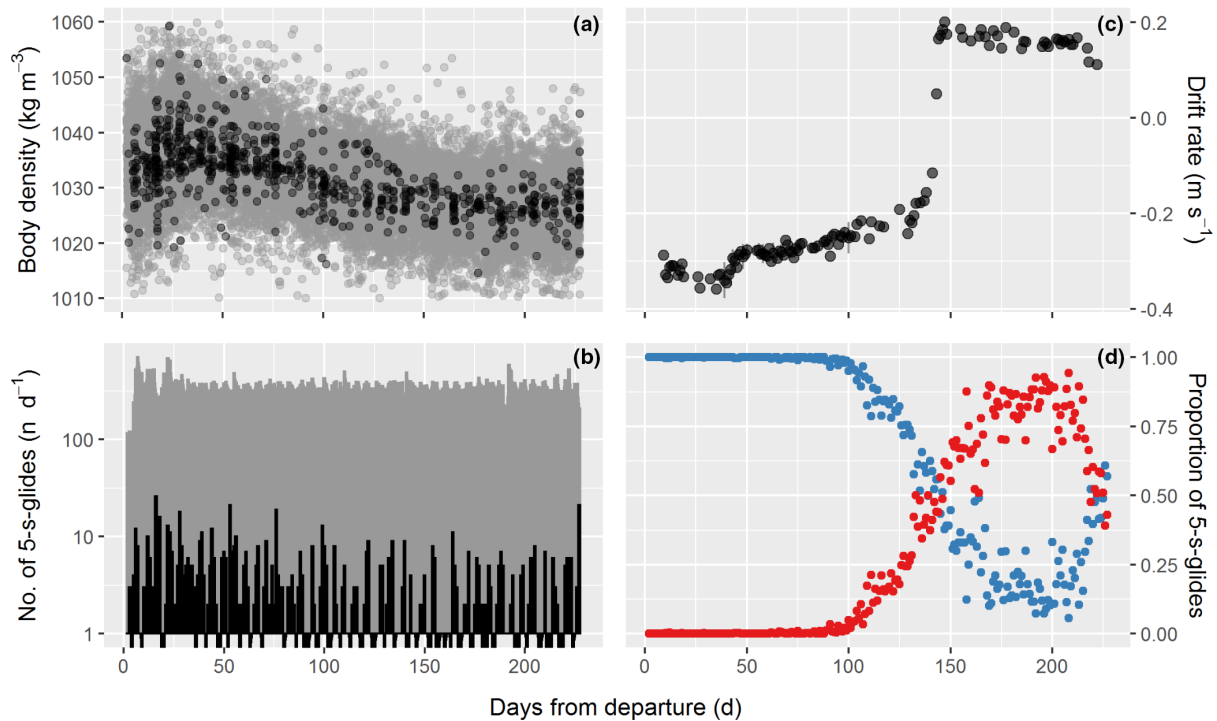 (a)
Body density (kg m⁻³)
1060
1050
1040
1030
1020
1010
(c)
Drift rate (m s⁻¹)
0.2
0.0
-0.2
-0.4
(b)
No. of 5-s-glides (n d⁻¹)
100
10
1
0 50 100 150 200
(d)
Proportion of 5-s-glides
1.00
0.75
0.50
0.25
0.00
0 50 100 150 200
Days from departure (d)